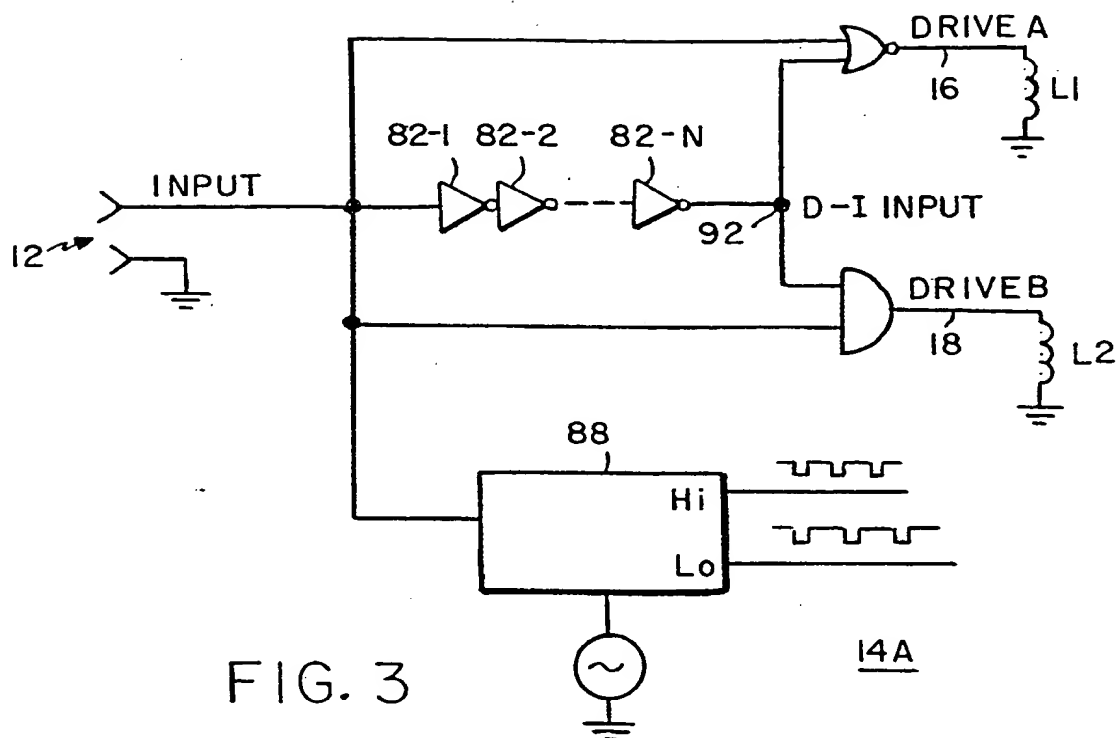 DRIVE A
16
L1
82-1 82-2 82-N
INPUT
D-I INPUT
92
12
DRIVE B
18
L2
88
Hi
Lo
14A
FIG. 3